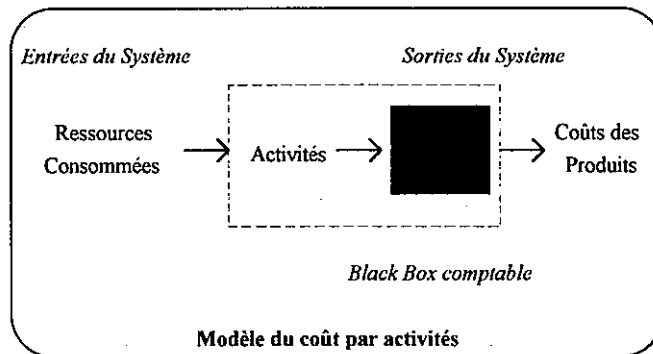 Entrées du Système
Sorties du Système
Ressources
Consommées
Activités
Coûts des
Produits
Black Box comptable
Modèle du coût par activités